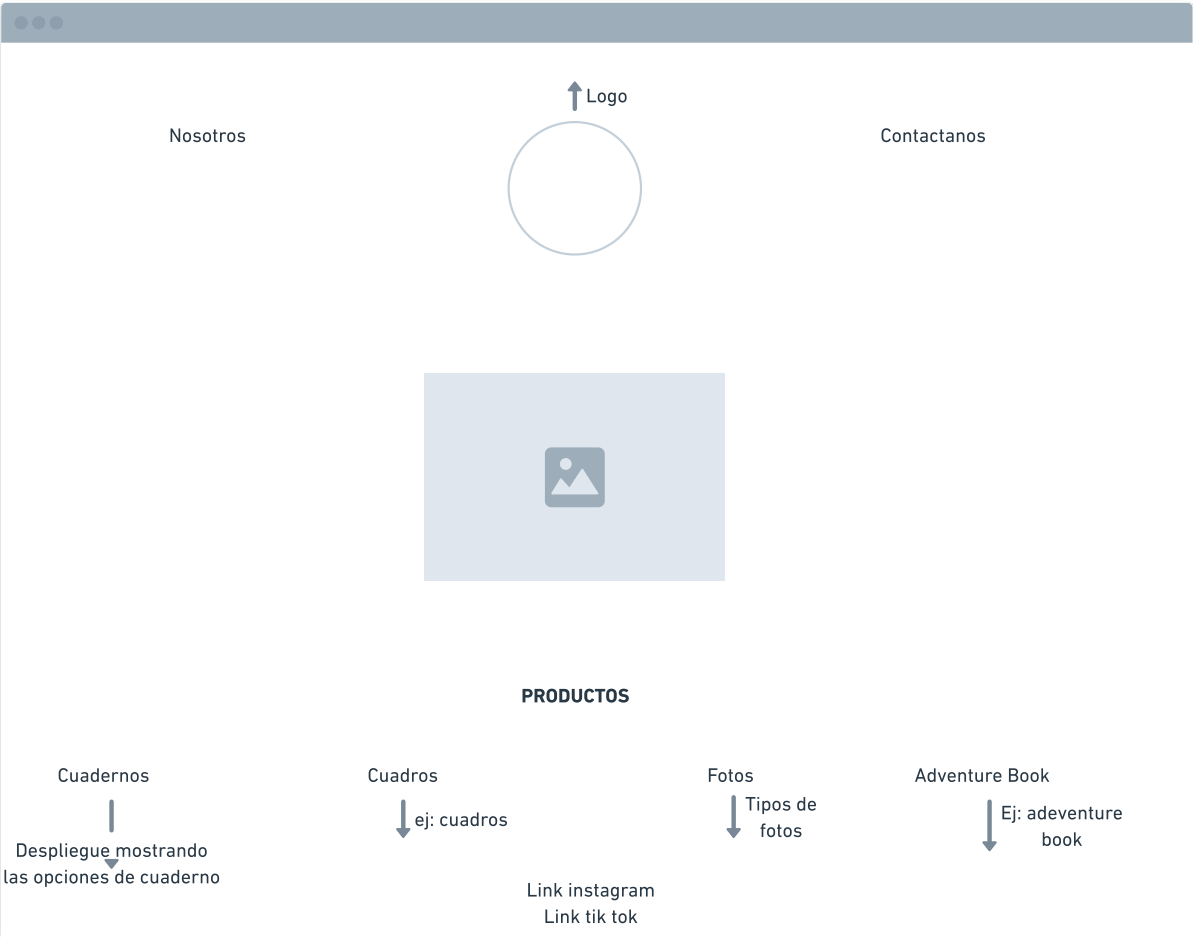 Logo
Nosotros
Contactanos
PRODUCTOS
Cuadernos
Cuadros
Fotos
Adventure Book
Despliegue mostrando
las opciones de cuaderno
ej: cuadros
Tipos de
fotos
Ej: adeventure
book
Link instagram
Link tik tok